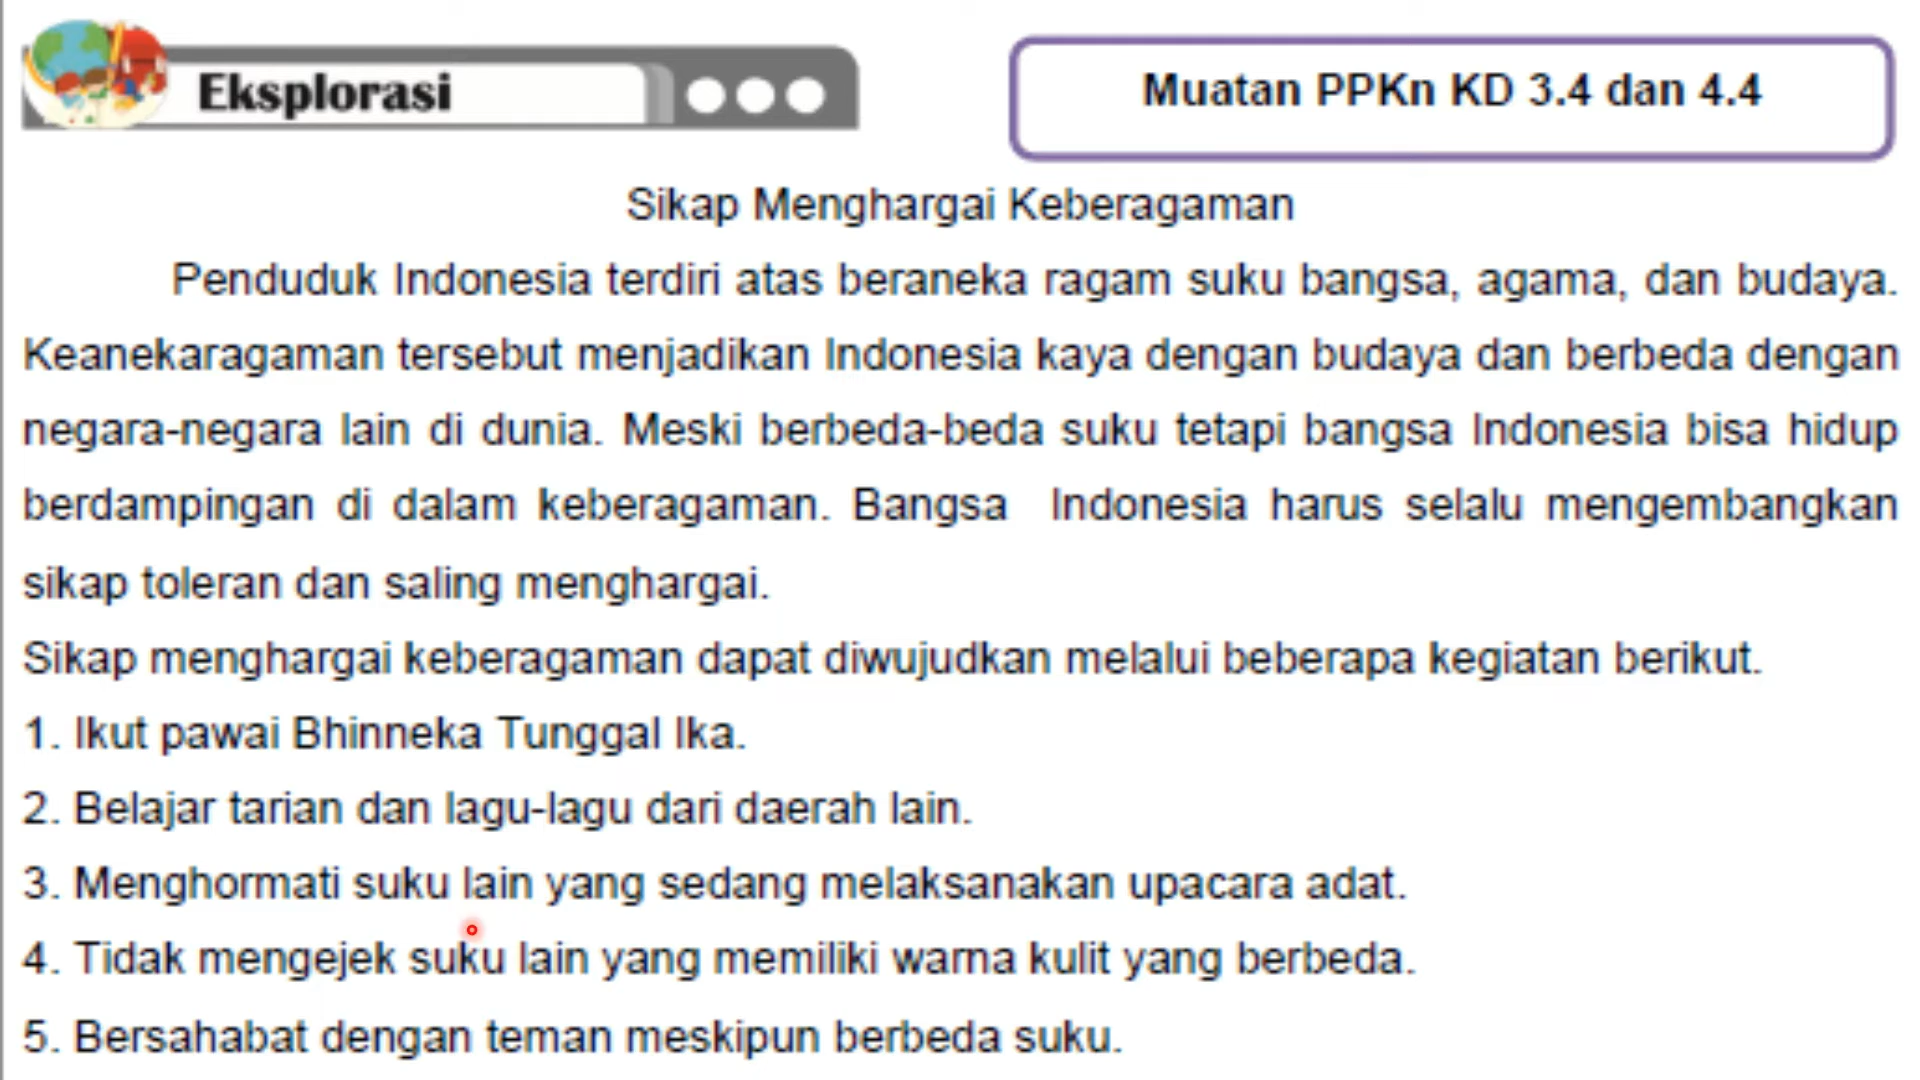 Eksplorasi
Muatan PPKn KD 3.4 dan 4.4
Sikap Menghargai Keberagaman
Penduduk Indonesia terdiri atas beraneka ragam suku bangsa, agama, dan budaya.
Keanekaragaman tersebut menjadikan Indonesia kaya dengan budaya dan berbeda dengan
negara-negara lain di dunia. Meski berbeda-beda suku tetapi bangsa Indonesia bisa hidup
berdampingan di dalam keberagaman. Bangsa Indonesia harus selalu mengembangkan
sikap toleran dan saling menghargai.
Sikap menghargai keberagaman dapat diwujudkan melalui beberapa kegiatan berikut.
1. Ikut pawai Bhinneka Tunggal Ika.
2. Belajar tarian dan lagu-lagu dari daerah lain.
3. Menghormati suku lain yang sedang melaksanakan upacara adat.
4. Tidak mengejek suku lain yang memiliki warna kulit yang berbeda.
5. Bersahabat dengan teman meskipun berbeda suku.